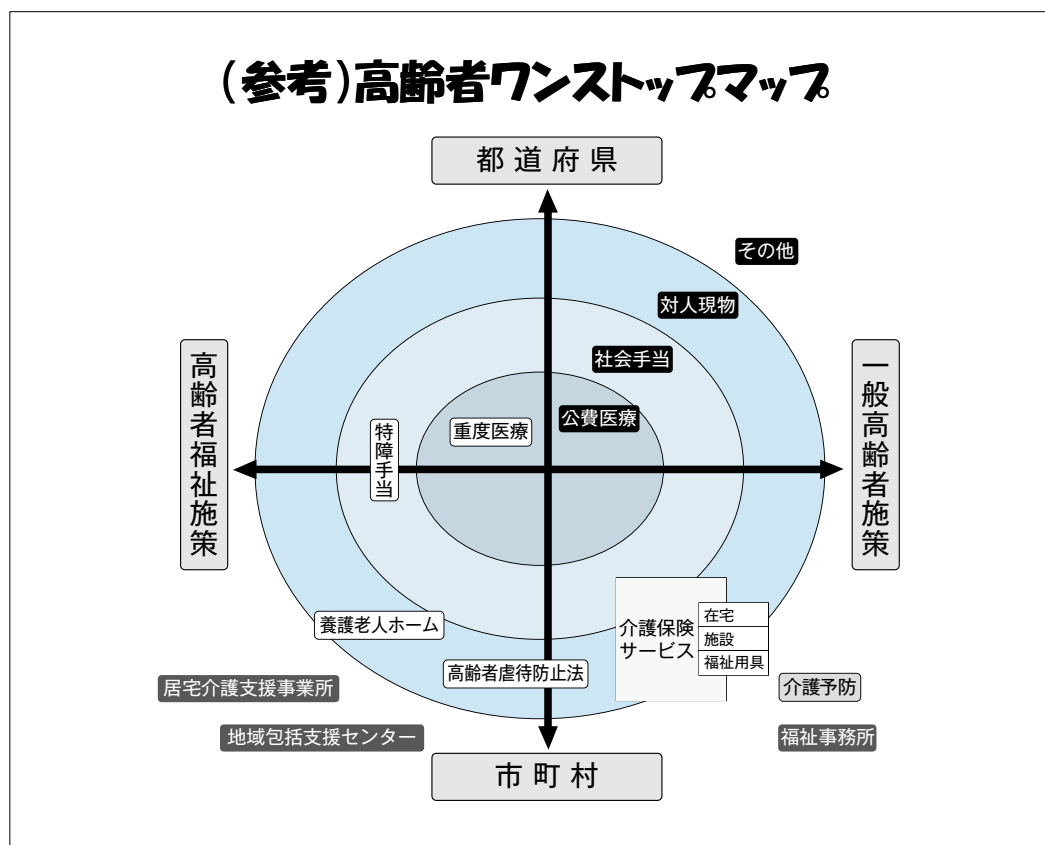 (参考)高齢者ワンストップマップ
都道府県
その他
対人現物
社会手当
公費医療
重度医療
特障手当
高齢者福祉施策
一般高齢者施策
養護老人ホーム
高齢者虐待防止法
介護保険
サービス
在宅
施設
福祉用具
居宅介護支援事業所
介護予防
地域包括支援センター
福祉事務所
市町村